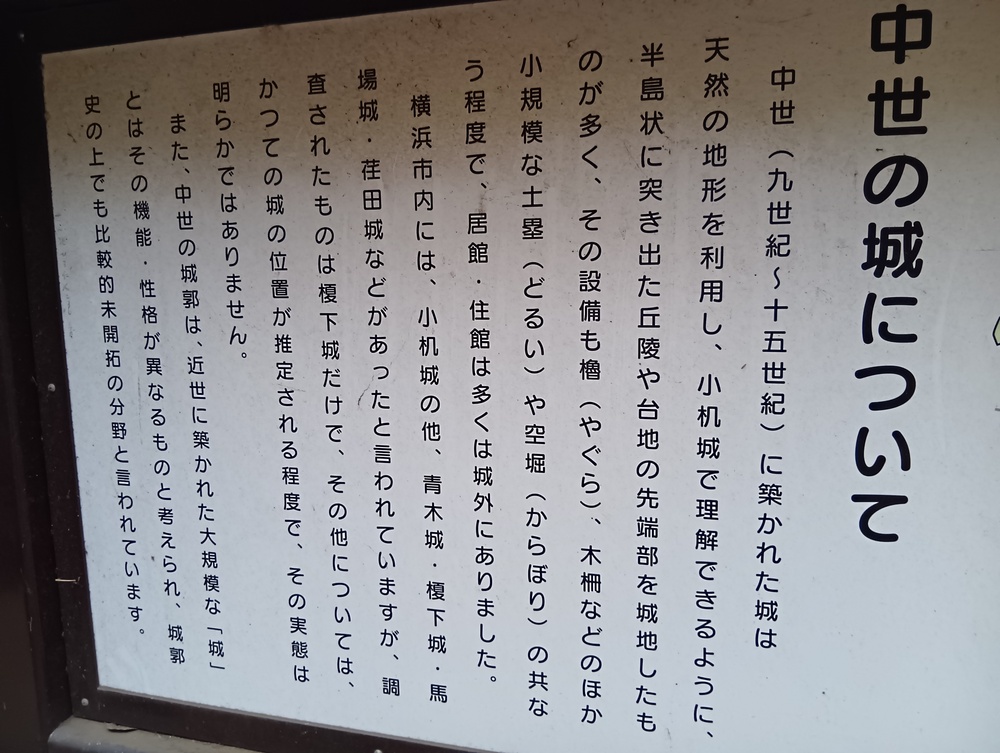 中世の城について
中世（九世紀～十五世紀）に築かれた城は
天然の地形を利用し、小机城で理解できるように、
半島状に突き出た丘陵や台地の先端部を城地したも
のが多く、その設備も櫓（やぐら）、木柵などのほか
小規模な土塁（どるい）や空堀（からぼり）の共な
う程度で、居館・住館は多くは城外にありました。
横浜市内には、小机城の他、青木城・榎下城・馬
場城・荏田城などがあったと言われていますが、調
査されたものは榎下城だけで、その他については、
かつての城の位置が推定される程度で、その実態は
明らかではありません。
また、中世の城郭は、近世に築かれた大規模な「城」
とはその機能・性格が異なるものと考えられ、城郭
史の上でも比較的未開拓の分野と言われています。